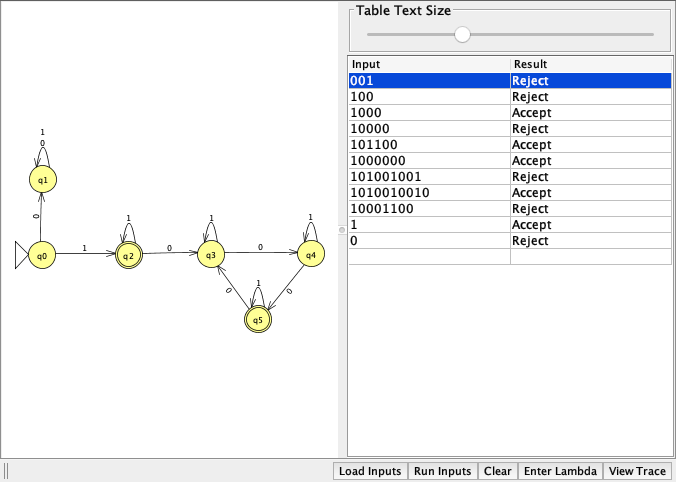 Table Text Size
Input Result
001 Reject
100 Reject
1000 Accept
10000 Reject
101100 Accept
1000000 Accept
101001001 Reject
1010010010 Accept
10001100 Reject
1 Accept
0 Reject
1
0
q1
0
1
1
1
q0
1
q2
0
q3
0
q4
0
1
0
q5
Load Inputs Run Inputs Clear Enter Lambda View Trace